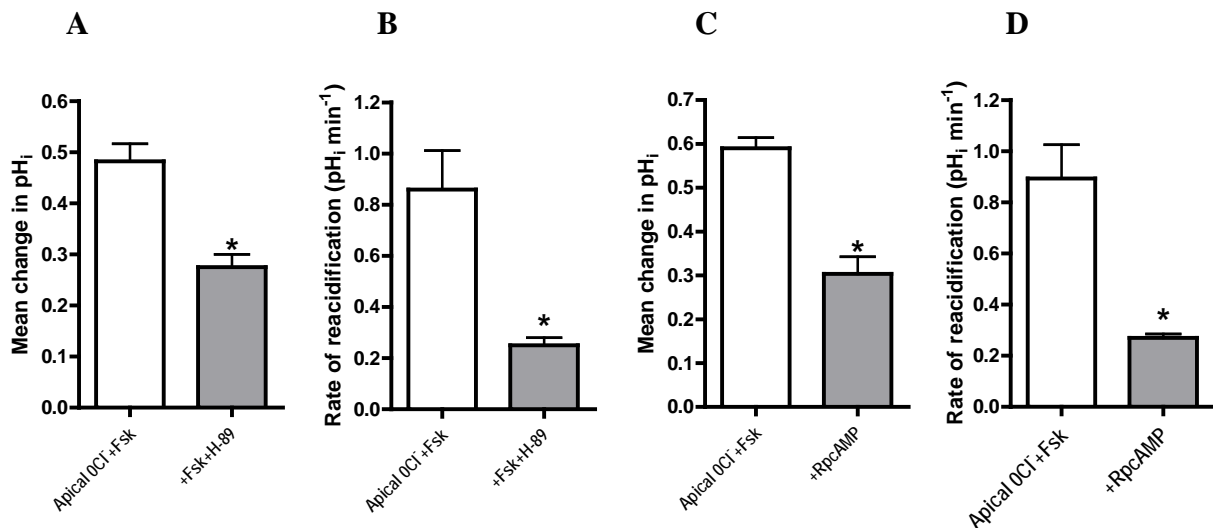 A
B
C
D
Mean change in pHᵢ
0.6
0.5
0.4
0.3
0.2
0.1
0.0
*
Apical 0Cl⁻+Fsk
+Fsk+H-89
Rate of reacidification (pHᵢ min⁻¹)
1.2
1.0
0.8
0.6
0.4
0.2
0.0
*
Apical 0Cl⁻+Fsk
+Fsk+H-89
Mean change in pHᵢ
0.7
0.6
0.5
0.4
0.3
0.2
0.1
0.0
*
Apical 0Cl⁻+Fsk
+RpcAMP
Rate of reacidification (pHᵢ min⁻¹)
1.2
1.0
0.8
0.6
0.4
0.2
0.0
*
Apical 0Cl⁻+Fsk
+RpcAMP